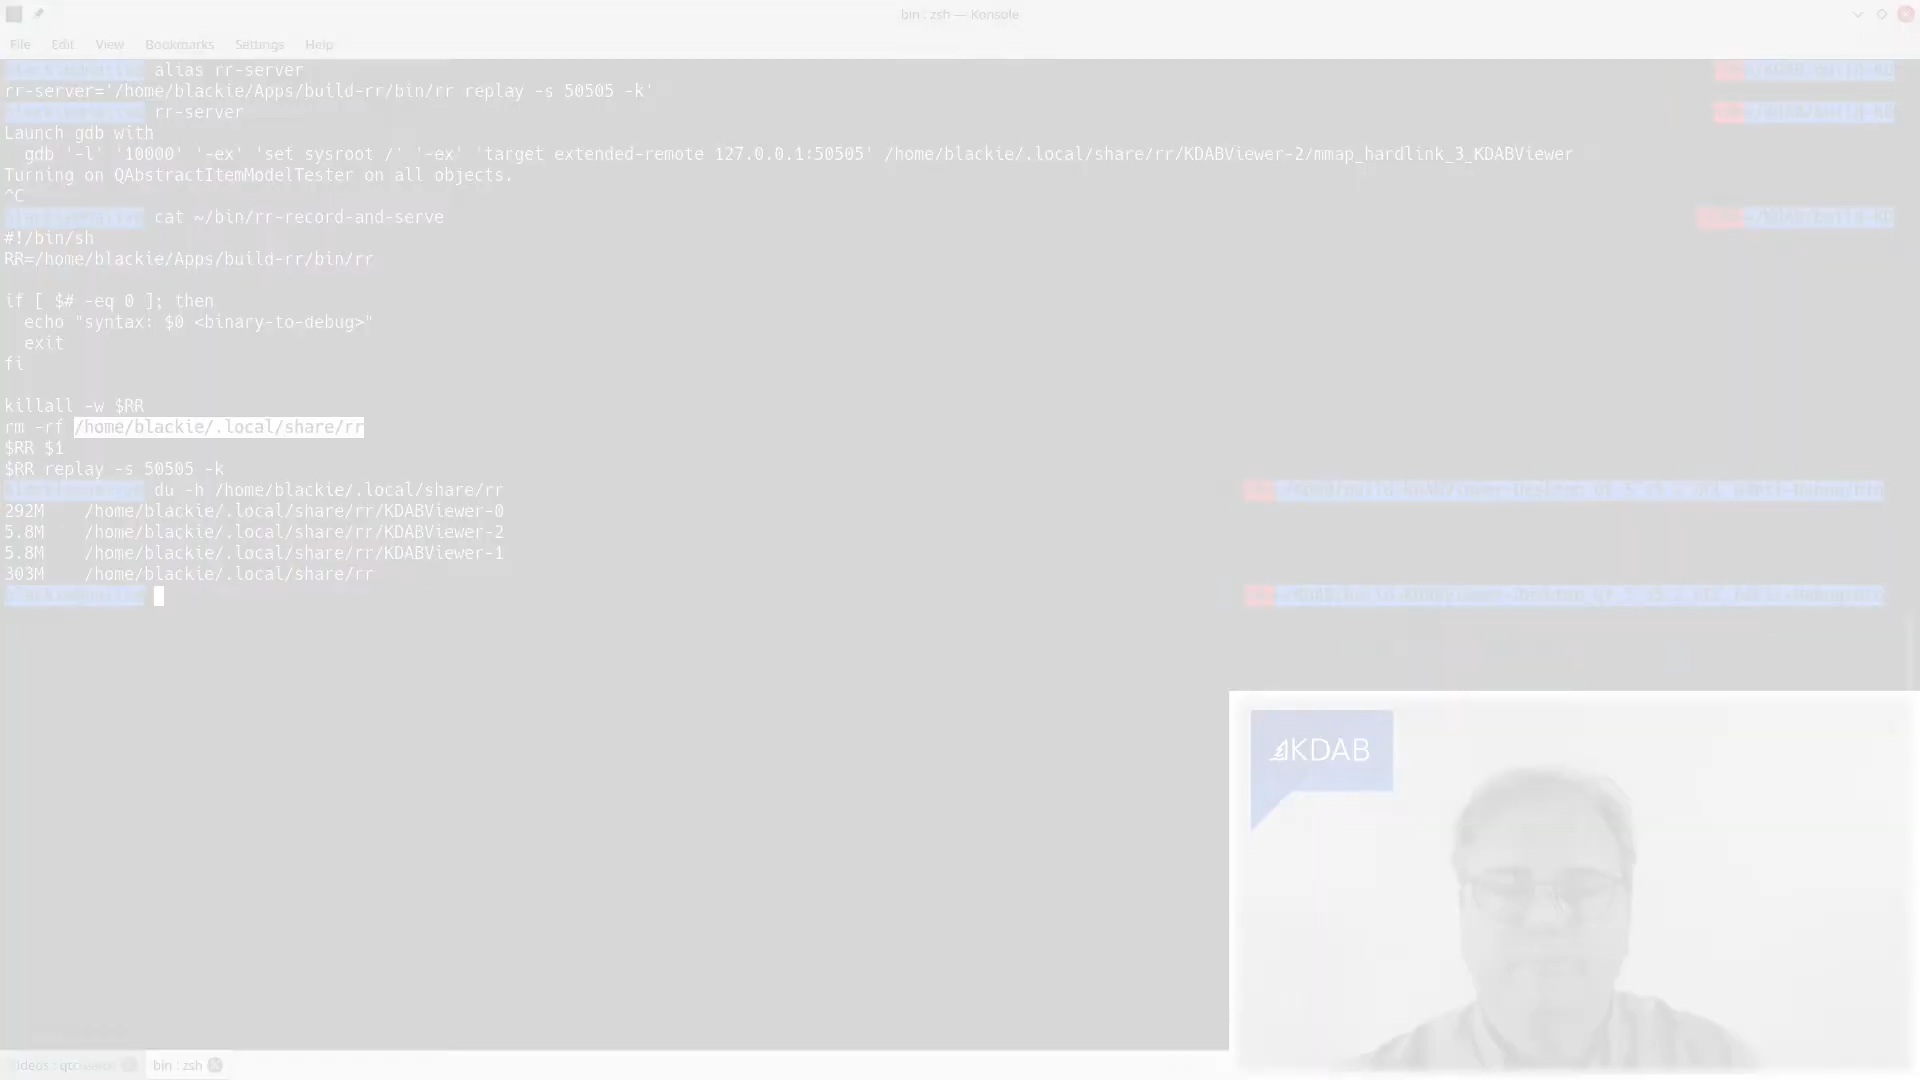 bin : zsh — Konsole
File Edit View Bookmarks Settings Help
alias rr-server
rr-server='/home/blackie/Apps/build-rr/bin/rr replay -s 50505 -k'
rr-server
Launch gdb with
gdb '-l' '10000' '-ex' 'set sysroot /' '-ex' 'target extended-remote 127.0.0.1:50505' /home/blackie/.local/share/rr/KDABViewer-2/mmap_hardlink_3_KDABViewer
Turning on QAbstractItemModelTester on all objects.
^C
cat ~/bin/rr-record-and-serve
#!/bin/sh
RR=/home/blackie/Apps/build-rr/bin/rr
if [ $# -eq 0 ]; then
echo "syntax: $0 <binary-to-debug>"
exit
fi
killall -w $RR
rm -rf /home/blackie/.local/share/rr
$RR $1
$RR replay -s 50505 -k
du -h /home/blackie/.local/share/rr
292M /home/blackie/.local/share/rr/KDABViewer-0
5.8M /home/blackie/.local/share/rr/KDABViewer-2
5.8M /home/blackie/.local/share/rr/KDABViewer-1
303M /home/blackie/.local/share/rr
KDAB
bin : zsh